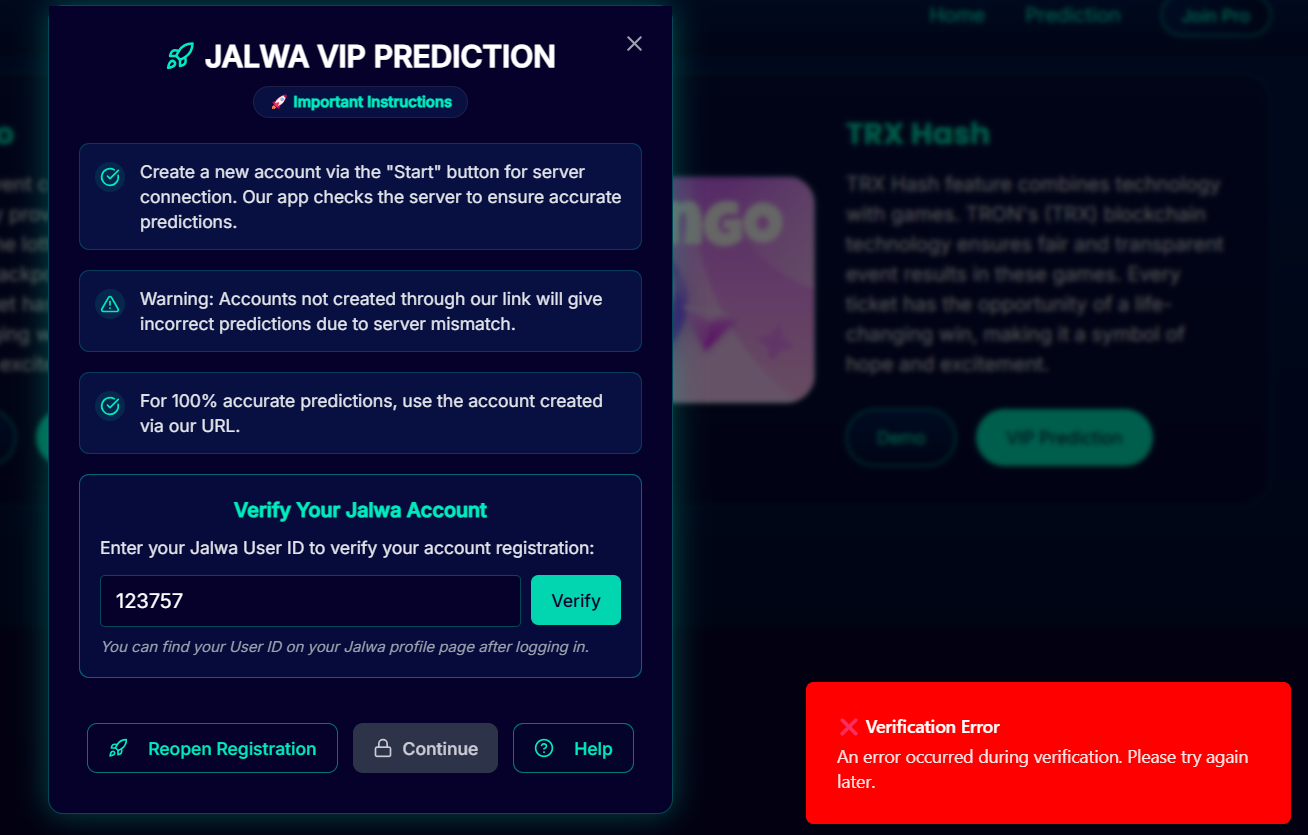 Home Prediction Join Pro
JALWA VIP PREDICTION
🚀 Important Instructions
Create a new account via the "Start" button for server
connection. Our app checks the server to ensure accurate
predictions.
Warning: Accounts not created through our link will give
incorrect predictions due to server mismatch.
For 100% accurate predictions, use the account created
via our URL.
Verify Your Jalwa Account
Enter your Jalwa User ID to verify your account registration:
123757
Verify
You can find your User ID on your Jalwa profile page after logging in.
Reopen Registration
Continue
Help
TRX Hash
TRX Hash feature combines technology
with games. TRON's (TRX) blockchain
technology ensures fair and transparent
event results in these games. Every
ticket has the opportunity of a life-
changing win, making it a symbol of
hope and excitement.
Demo
VIP Prediction
❌ Verification Error
An error occurred during verification. Please try again
later.